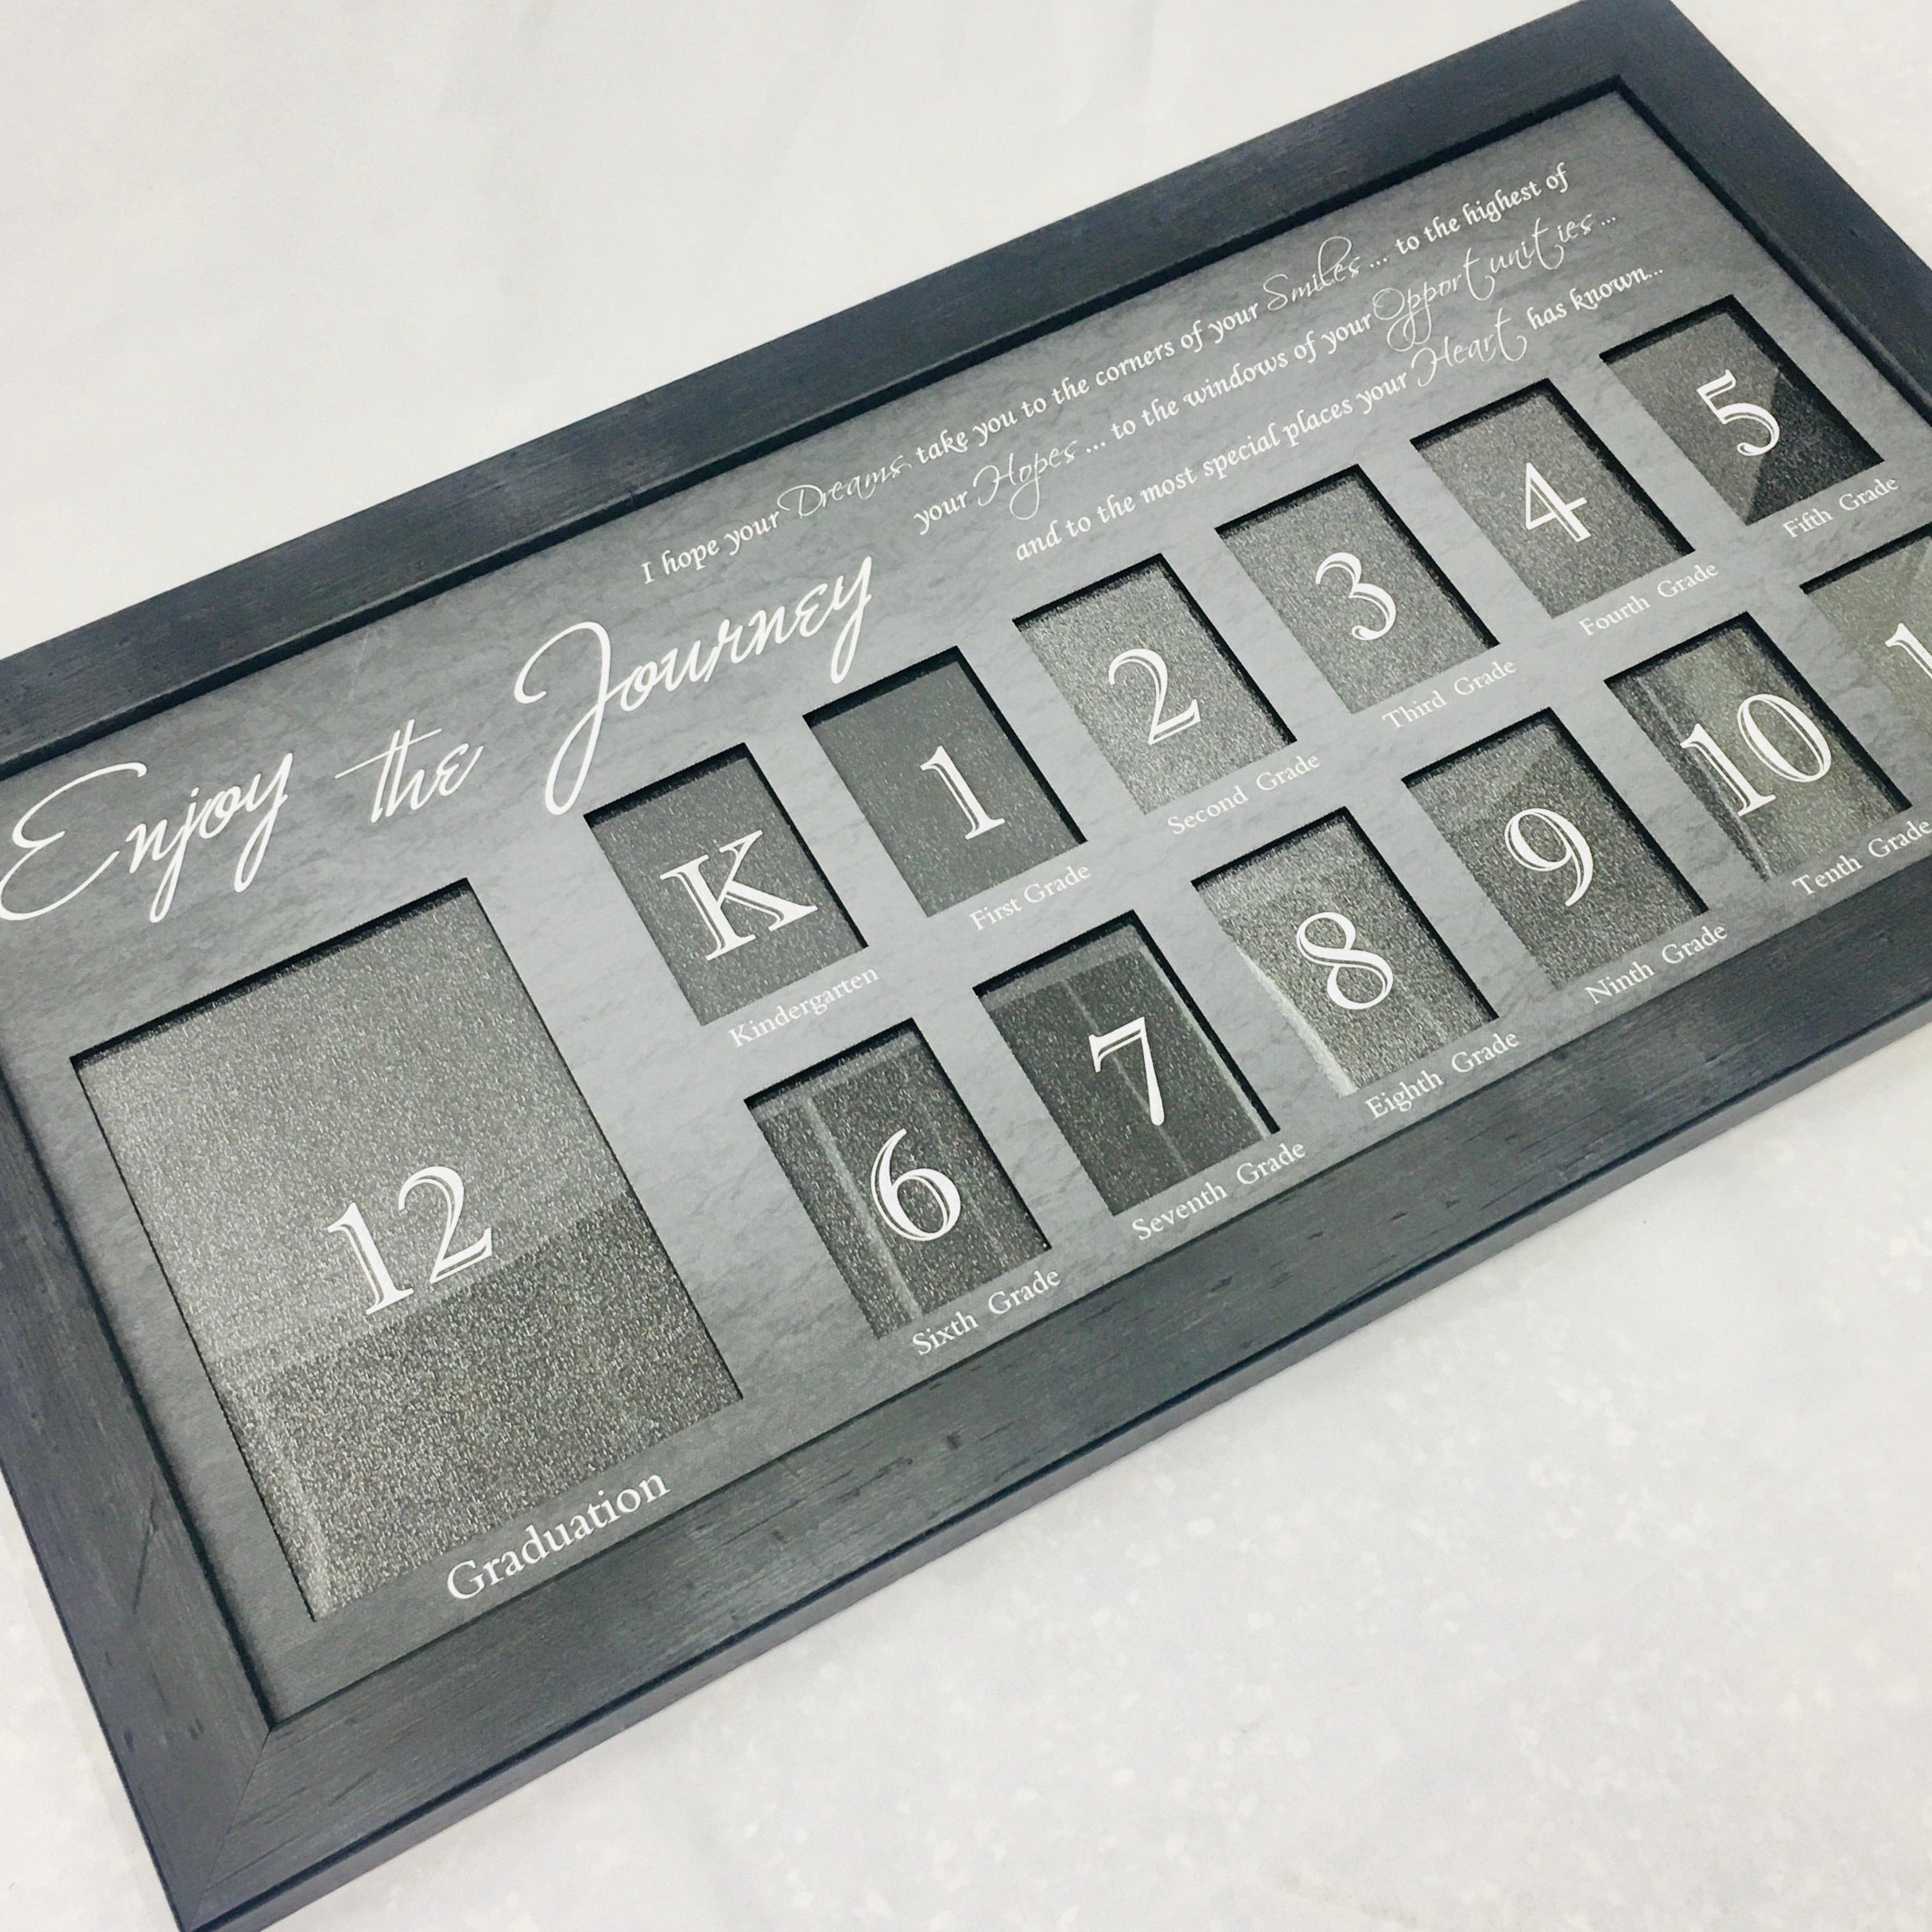 I hope your Dreams take you to the corners of your Smiles... to the highest of
your Hopes... to the windows of your Opportunities...
and to the most special places your Heart has known...
Enjoy the Journey
K
1
2
3
4
5
Kindergarten
First Grade
Second Grade
Third Grade
Fourth Grade
Fifth Grade
12
Graduation
6
7
8
9
10
1
Sixth Grade
Seventh Grade
Eighth Grade
Ninth Grade
Tenth Grade